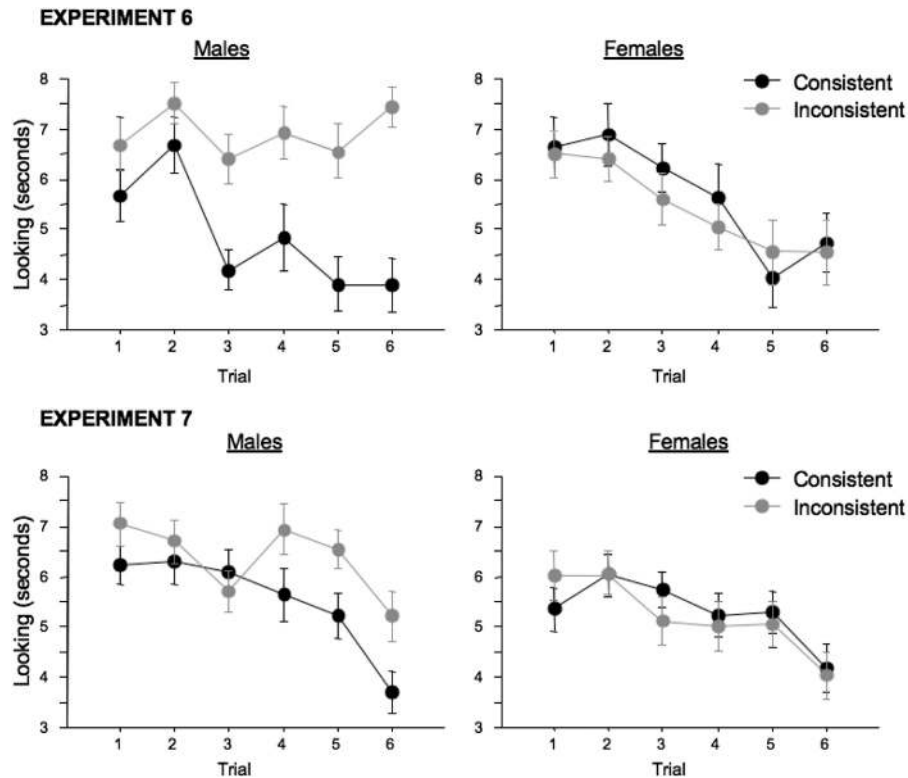 EXPERIMENT 6
Males
Females
8
7
6
5
4
3
Looking (seconds)
1 2 3 4 5 6
Trial
8
7
6
5
4
3
1 2 3 4 5 6
Trial
Consistent
Inconsistent
EXPERIMENT 7
Males
Females
8
7
6
5
4
3
Looking (seconds)
1 2 3 4 5 6
Trial
8
7
6
5
4
3
1 2 3 4 5 6
Trial
Consistent
Inconsistent